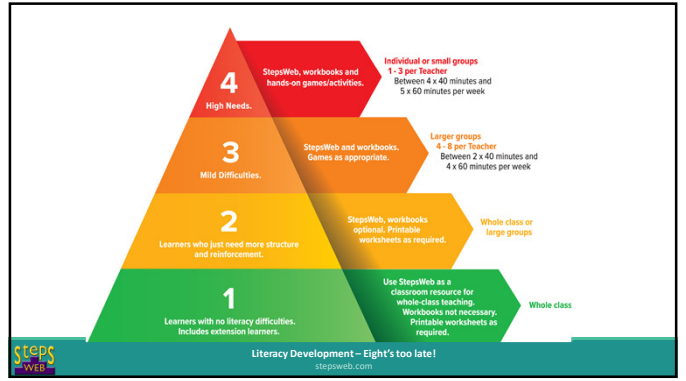 4
High Needs.
StepsWeb, workbooks and
hands-on games/activities.
Individual or small groups
1 - 3 per Teacher
Between 4 x 40 minutes and
5 x 60 minutes per week
3
Mild Difficulties.
StepsWeb and workbooks.
Games as appropriate.
Larger groups
4 - 8 per Teacher
Between 2 x 40 minutes and
4 x 60 minutes per week
2
Learners who just need more structure
and reinforcement.
StepsWeb, workbooks
optional. Printable
worksheets as required.
Whole class or
large groups
1
Learners with no literacy difficulties.
Includes extension learners.
Use StepsWeb as a
classroom resource for
whole-class teaching.
Workbooks not necessary.
Printable worksheets as
required.
Whole class
StePS
WEB
Literacy Development – Eight's too late!
stepsweb.com